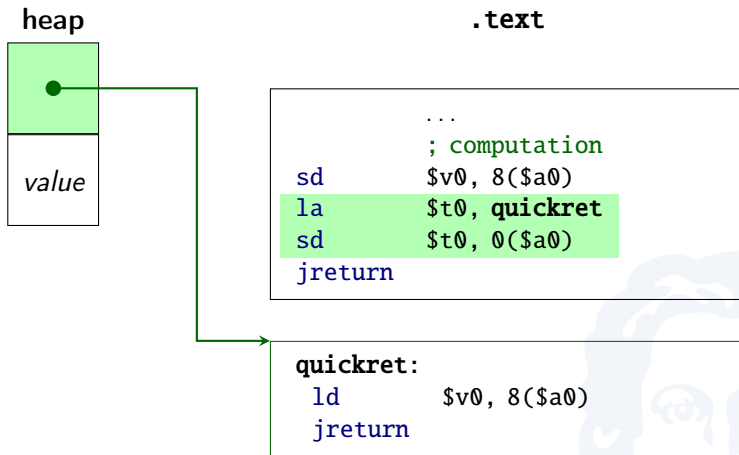 heap
.text
value
...
; computation
sd $v0, 8($a0)
la $t0, quickret
sd $t0, 0($a0)
jreturn
quickret:
ld $v0, 8($a0)
jreturn